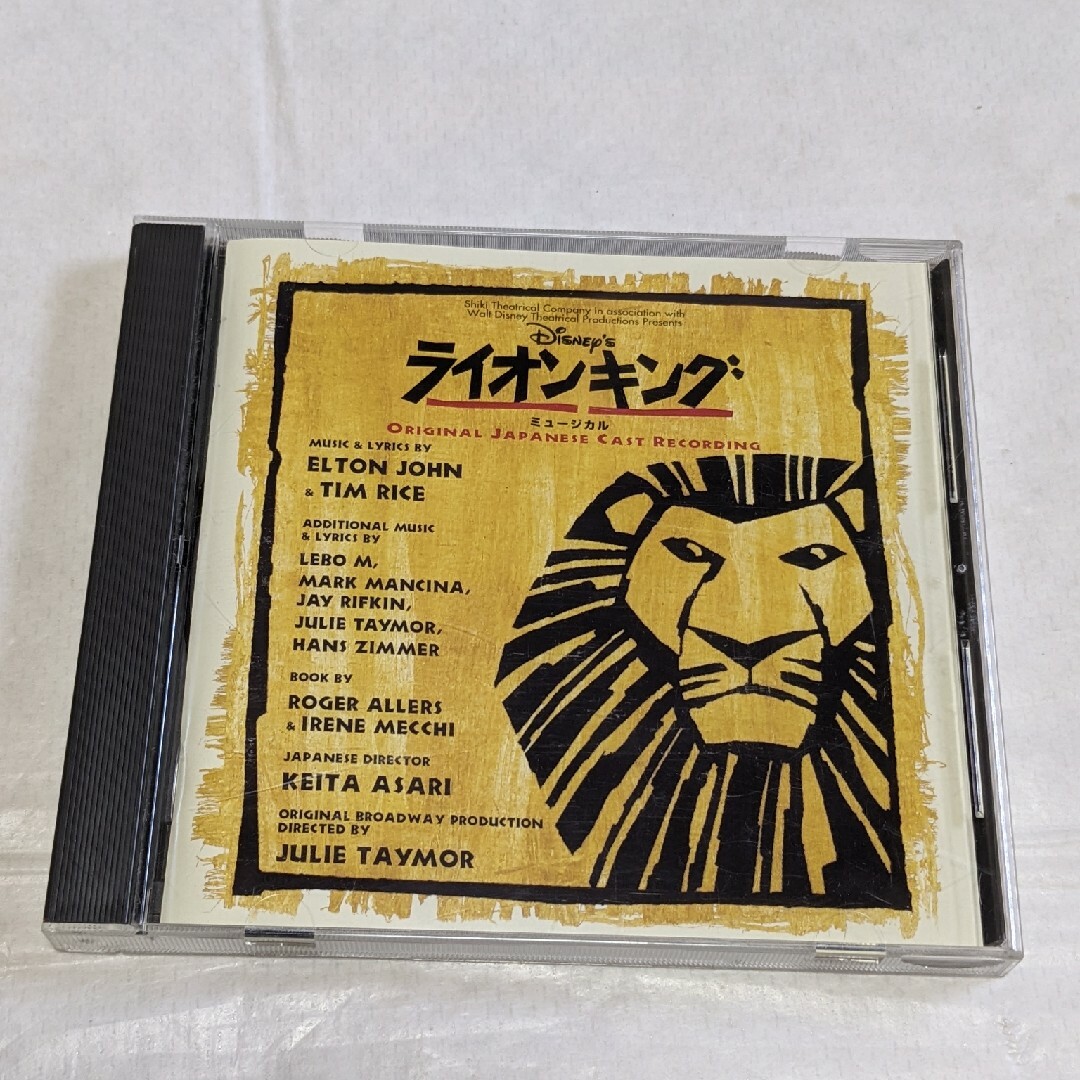 Shiki Theatrical Company in association with
Walt Disney Theatrical Productions Presents
DISNEY'S
ライオンキング
ミュージカル
ORIGINAL JAPANESE CAST RECORDING
MUSIC & LYRICS BY
ELTON JOHN
& TIM RICE
ADDITIONAL MUSIC
& LYRICS BY
LEBO M,
MARK MANCINA,
JAY RIFKIN,
JULIE TAYMOR,
HANS ZIMMER
BOOK BY
ROGER ALLERS
& IRENE MECCHI
JAPANESE DIRECTOR
KEITA ASARI
ORIGINAL BROADWAY PRODUCTION
DIRECTED BY
JULIE TAYMOR